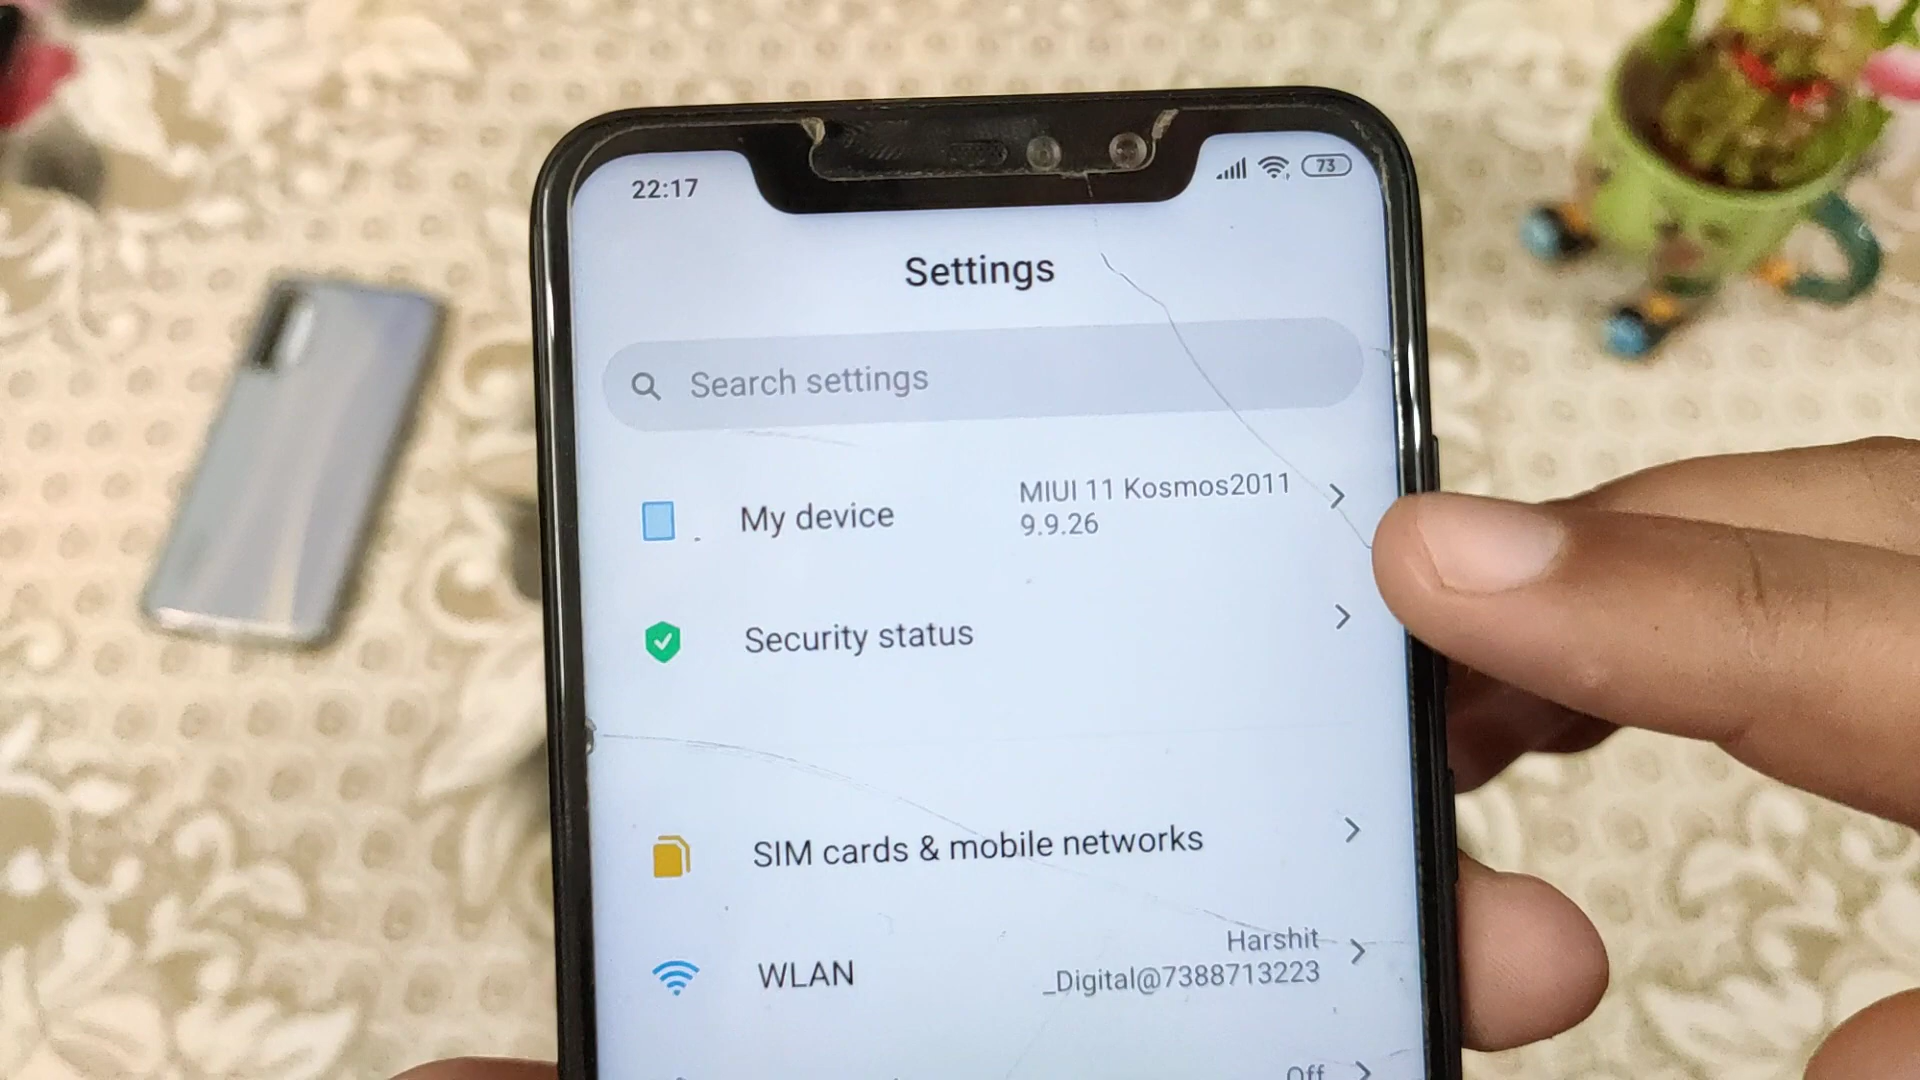 22:17
73
Settings
Search settings
My device
MIUI 11 Kosmos2011
9.9.26
Security status
SIM cards & mobile networks
WLAN
Harshit
_Digital@7388713223
Off